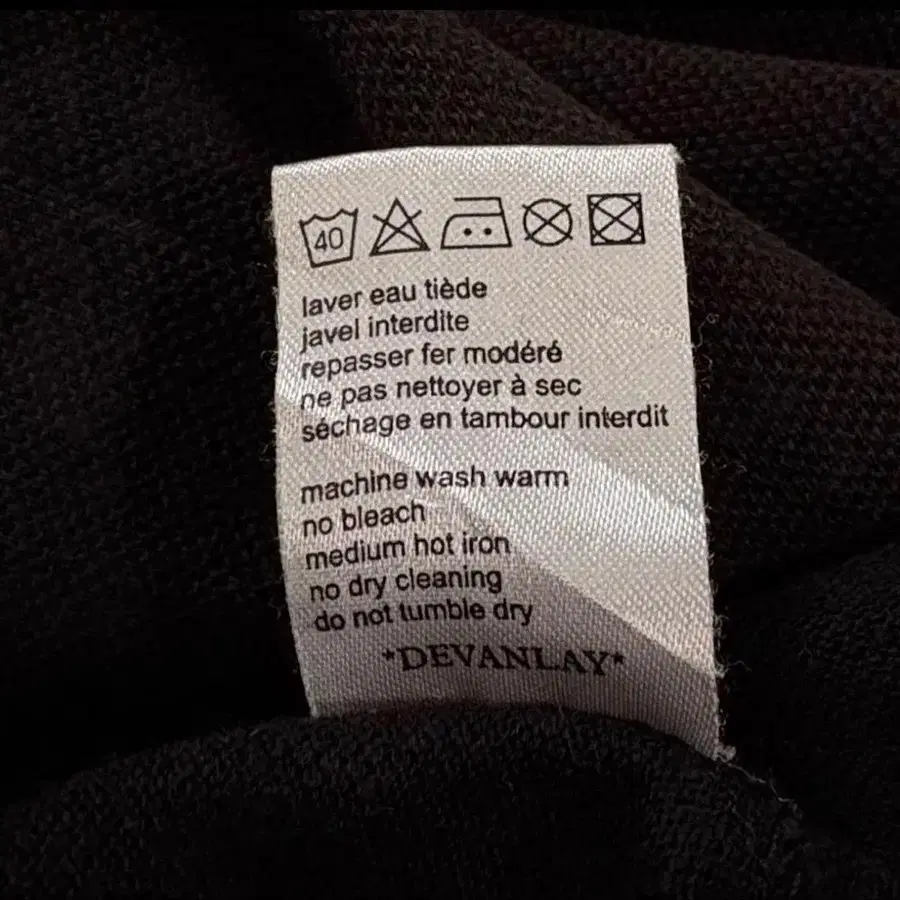 40
laver eau tiède
javel interdite
repasser fer modéré
ne pas nettoyer à sec
séchage en tambour interdit
machine wash warm
no bleach
medium hot iron
no dry cleaning
do not tumble dry
*DEVANLAY*